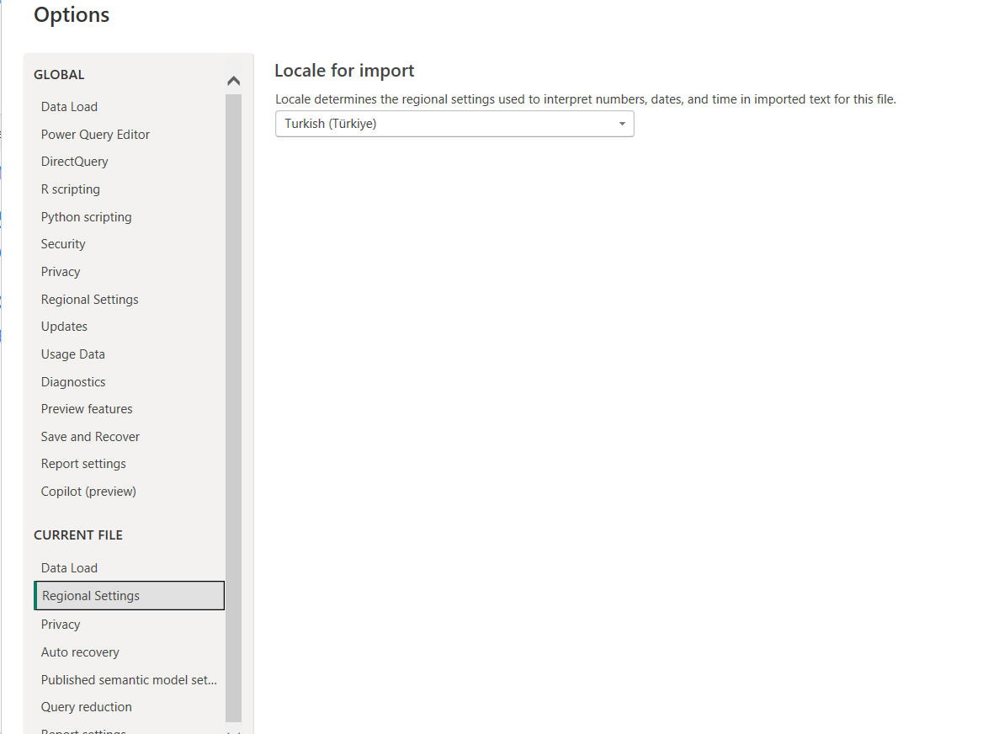 Options
GLOBAL
Data Load
Power Query Editor
DirectQuery
R scripting
Python scripting
Security
Privacy
Regional Settings
Updates
Usage Data
Diagnostics
Preview features
Save and Recover
Report settings
Copilot (preview)
CURRENT FILE
Data Load
Regional Settings
Privacy
Auto recovery
Published semantic model set...
Query reduction
Report settings
Locale for import
Locale determines the regional settings used to interpret numbers, dates, and time in imported text for this file.
Turkish (Türkiye)